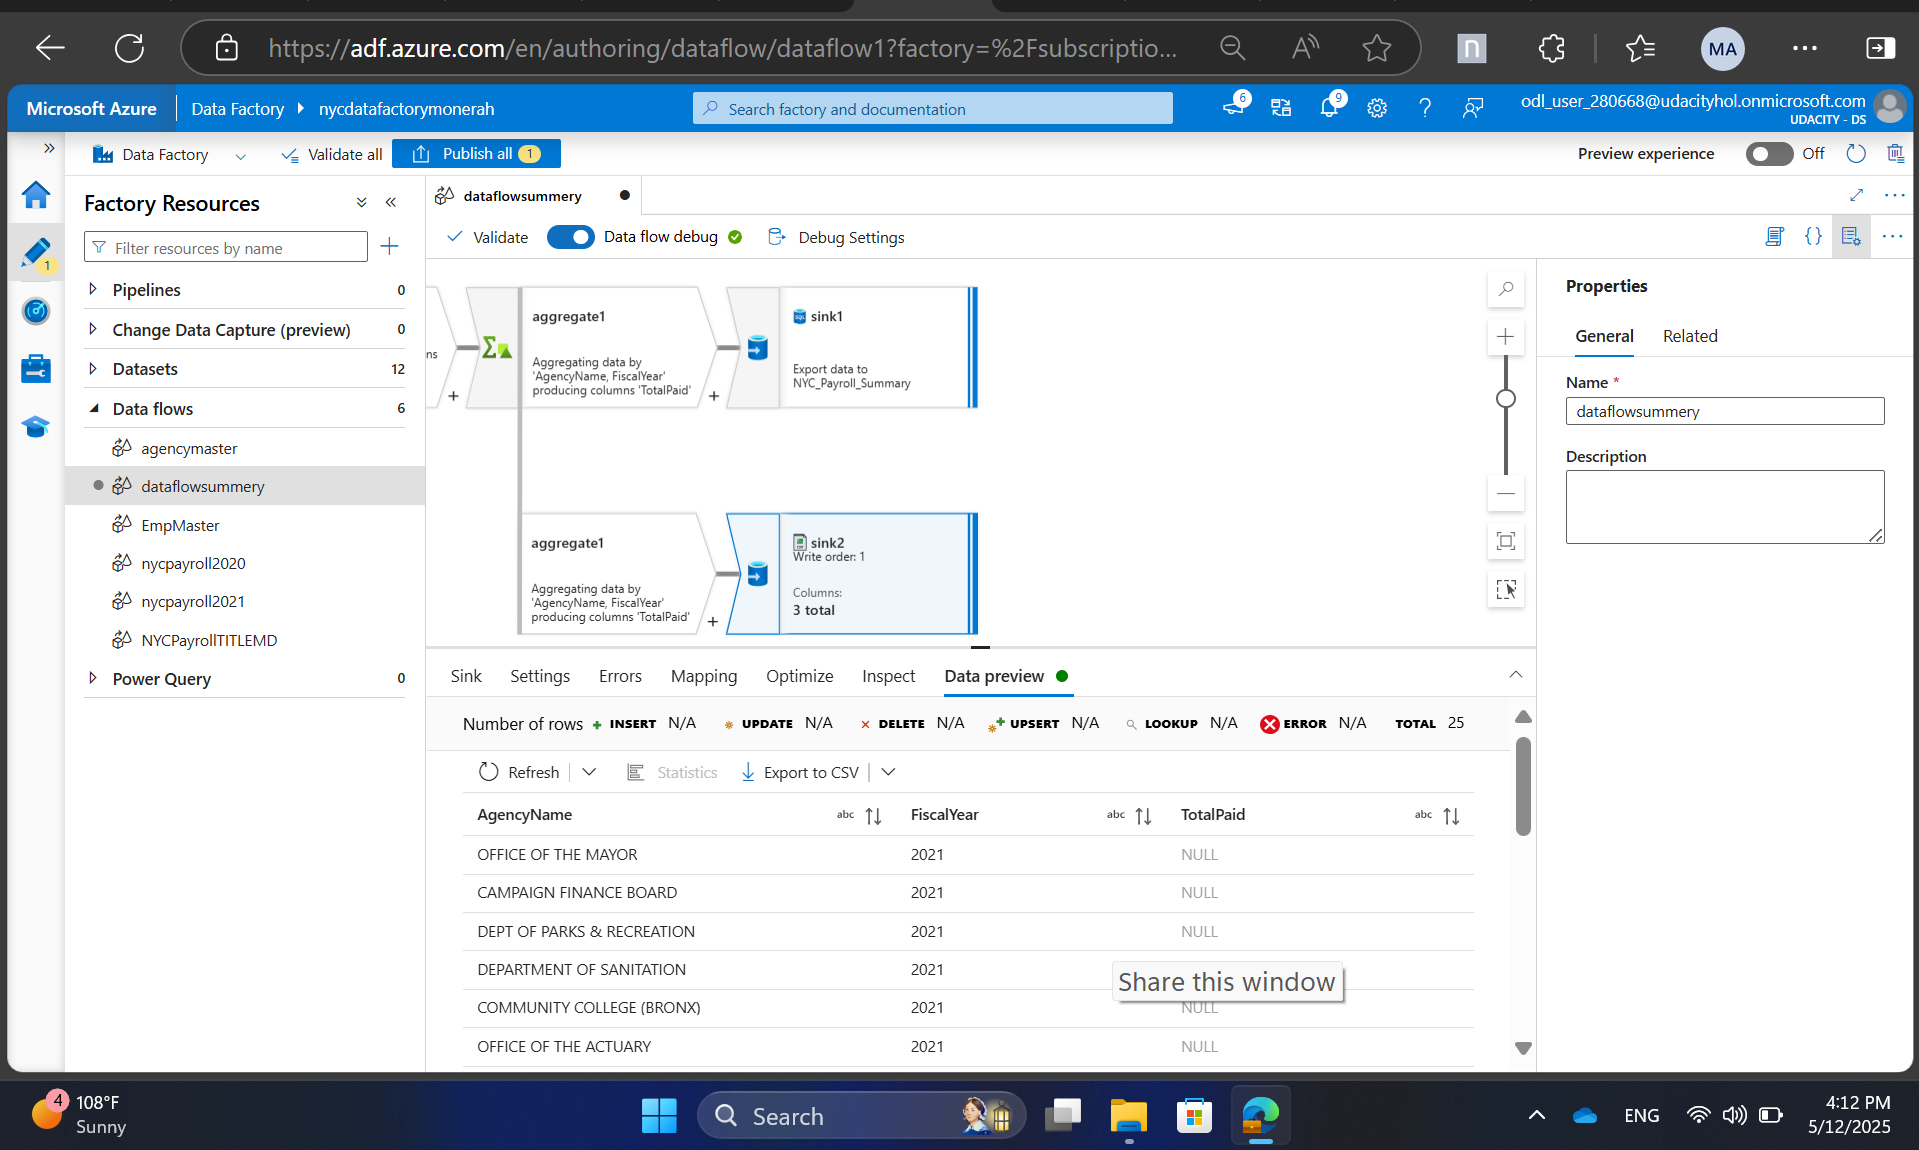 https://adf.azure.com/en/authoring/dataflow/dataflow1?factory=%2Fsubscriptio...
MA
Microsoft Azure
Data Factory
nycdatafactorymonerah
Search factory and documentation
6
9
odl_user_280668@udacityhol.onmicrosoft.com
UDACITY - DS
Data Factory
Validate all
Publish all 1
Preview experience
Off
Factory Resources
Filter resources by name
1
Pipelines 0
Change Data Capture (preview) 0
Datasets 12
Data flows 6
agencymaster
dataflowsummery
EmpMaster
nycpayroll2020
nycpayroll2021
NYCPayrollTITLEMD
Power Query 0
dataflowsummery
Validate
Data flow debug
Debug Settings
ns
aggregate1
Aggregating data by
'AgencyName, FiscalYear'
producing columns 'TotalPaid'
sink1
Export data to
NYC_Payroll_Summary
aggregate1
Aggregating data by
'AgencyName, FiscalYear'
producing columns 'TotalPaid'
sink2
Write order: 1
Columns:
3 total
Properties
General Related
Name *
dataflowsummery
Description
Sink Settings Errors Mapping Optimize Inspect Data preview
Number of rows INSERT N/A UPDATE N/A DELETE N/A UPSERT N/A LOOKUP N/A ERROR N/A TOTAL 25
Refresh Statistics Export to CSV
AgencyName abc FiscalYear abc TotalPaid abc
OFFICE OF THE MAYOR 2021 NULL
CAMPAIGN FINANCE BOARD 2021 NULL
DEPT OF PARKS & RECREATION 2021 NULL
DEPARTMENT OF SANITATION 2021
Share this window
COMMUNITY COLLEGE (BRONX) 2021 NULL
OFFICE OF THE ACTUARY 2021 NULL
4
108°F
Sunny
Search
ENG
4:12 PM
5/12/2025